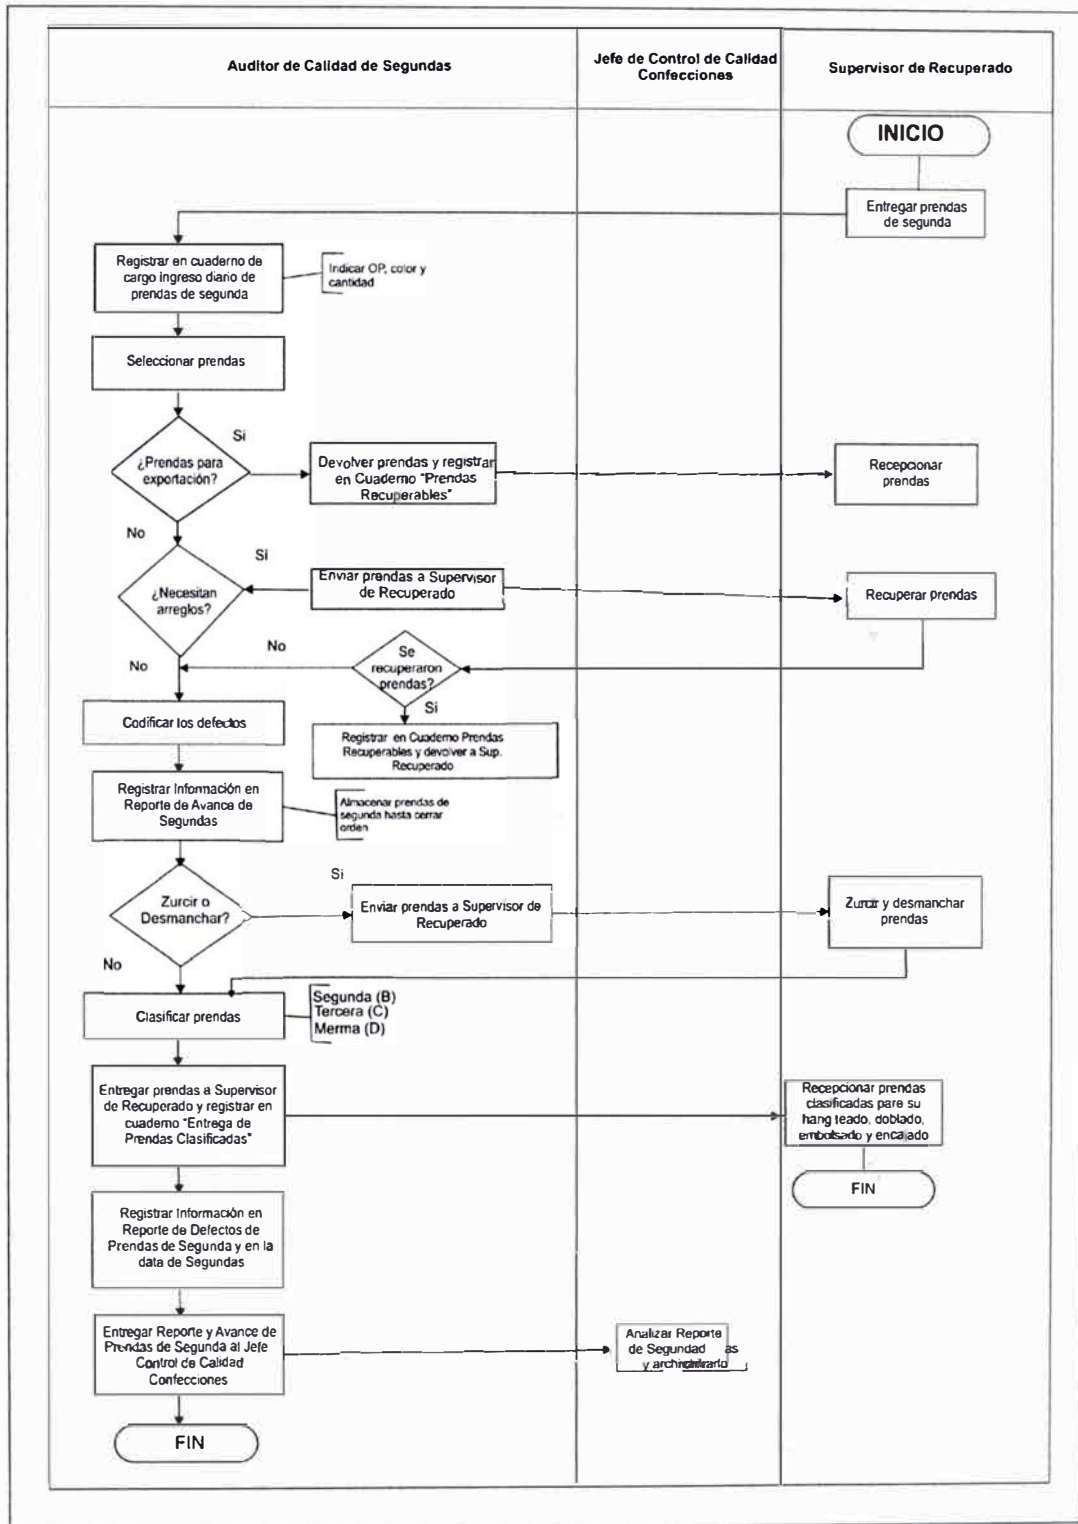 Auditor de Calidad de Segundas
Jefe de Control de Calidad
Confecciones
Supervisor de Recuperado
INICIO
Entregar prendas
de segunda
Registrar en cuaderno de
cargo ingreso diario de
prendas de segunda
Indicar OP, color y
cantidad
Seleccionar prendas
¿Prendas para
exportación?
Si
No
Devolver prendas y registrar
en Cuaderno "Prendas
Recuperables"
Recepcionar
prendas
¿Necesitan
arreglos?
Si
No
Enviar prendas a Supervisor
de Recuperado
Recuperar prendas
Se
recuperaron
prendas?
No
Si
Codificar los defectos
Registrar en Cuaderno Prendas
Recuperables y devolver a Sup.
Recuperado
Registrar Información en
Reporte de Avance de
Segundas
Almacenar prendas de
segunda hasta cerrar
orden
Zurcir o
Desmanchar?
Si
No
Enviar prendas a Supervisor de
Recuperado
Zurcir y desmanchar
prendas
Clasificar prendas
Segunda (B)
Tercera (C)
Merma (D)
Entregar prendas a Supervisor
de Recuperado y registrar en
cuaderno "Entrega de
Prendas Clasificadas"
Recepcionar prendas
clasificadas pare su
hang teado, doblado,
embolsado y encajado
FIN
Registrar Información en
Reporte de Defectos de
Prendas de Segunda y en la
data de Segundas
Entregar Reporte y Avance de
Prendas de Segunda al Jefe
Control de Calidad
Confecciones
Analizar Reporte
de Segundad as
y
FIN